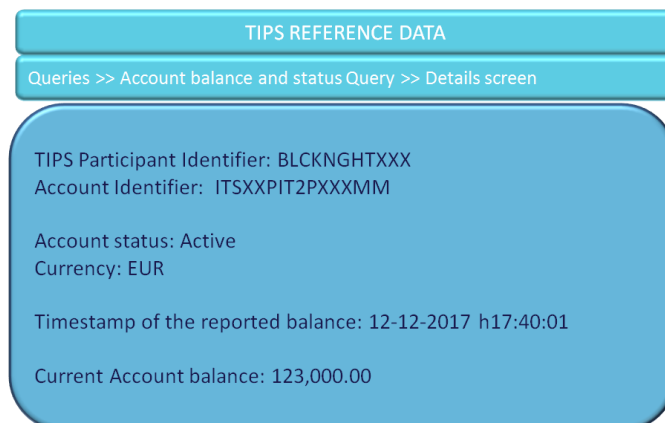 TIPS REFERENCE DATA
Queries >> Account balance and status Query >> Details screen
TIPS Participant Identifier: BLCKNGHTXXX
Account Identifier: ITSXXPIT2PXXXMM
Account status: Active
Currency: EUR
Timestamp of the reported balance: 12-12-2017 h17:40:01
Current Account balance: 123,000.00